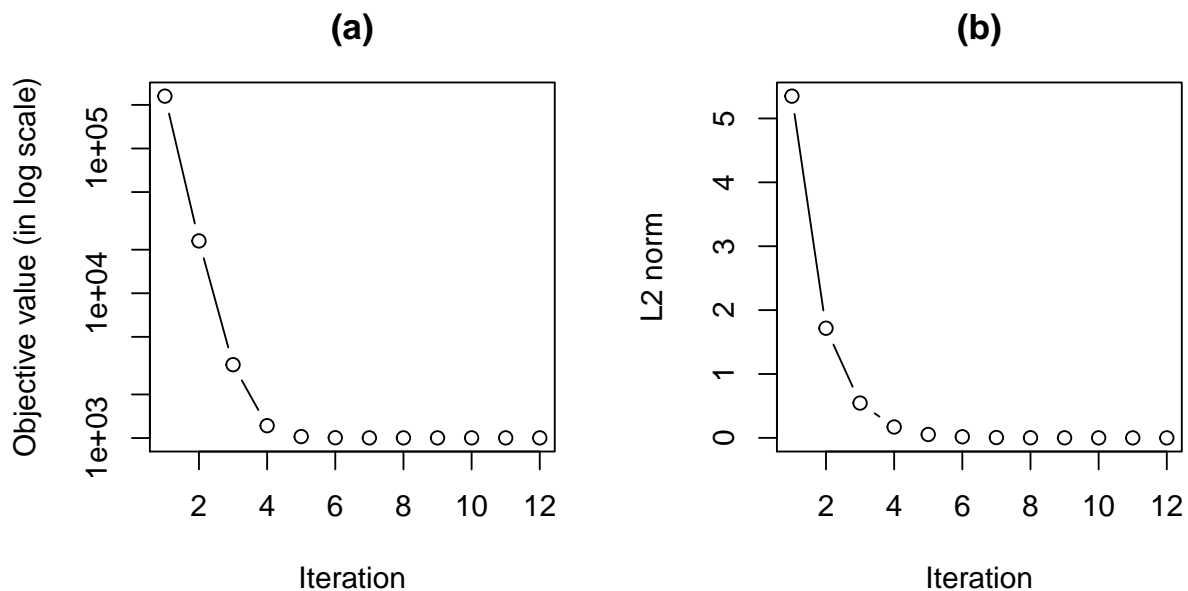 (a)
Objective value (in log scale)
1e+05
1e+04
1e+03
2 4 6 8 10 12
Iteration
(b)
L2 norm
5
4
3
2
1
0
2 4 6 8 10 12
Iteration